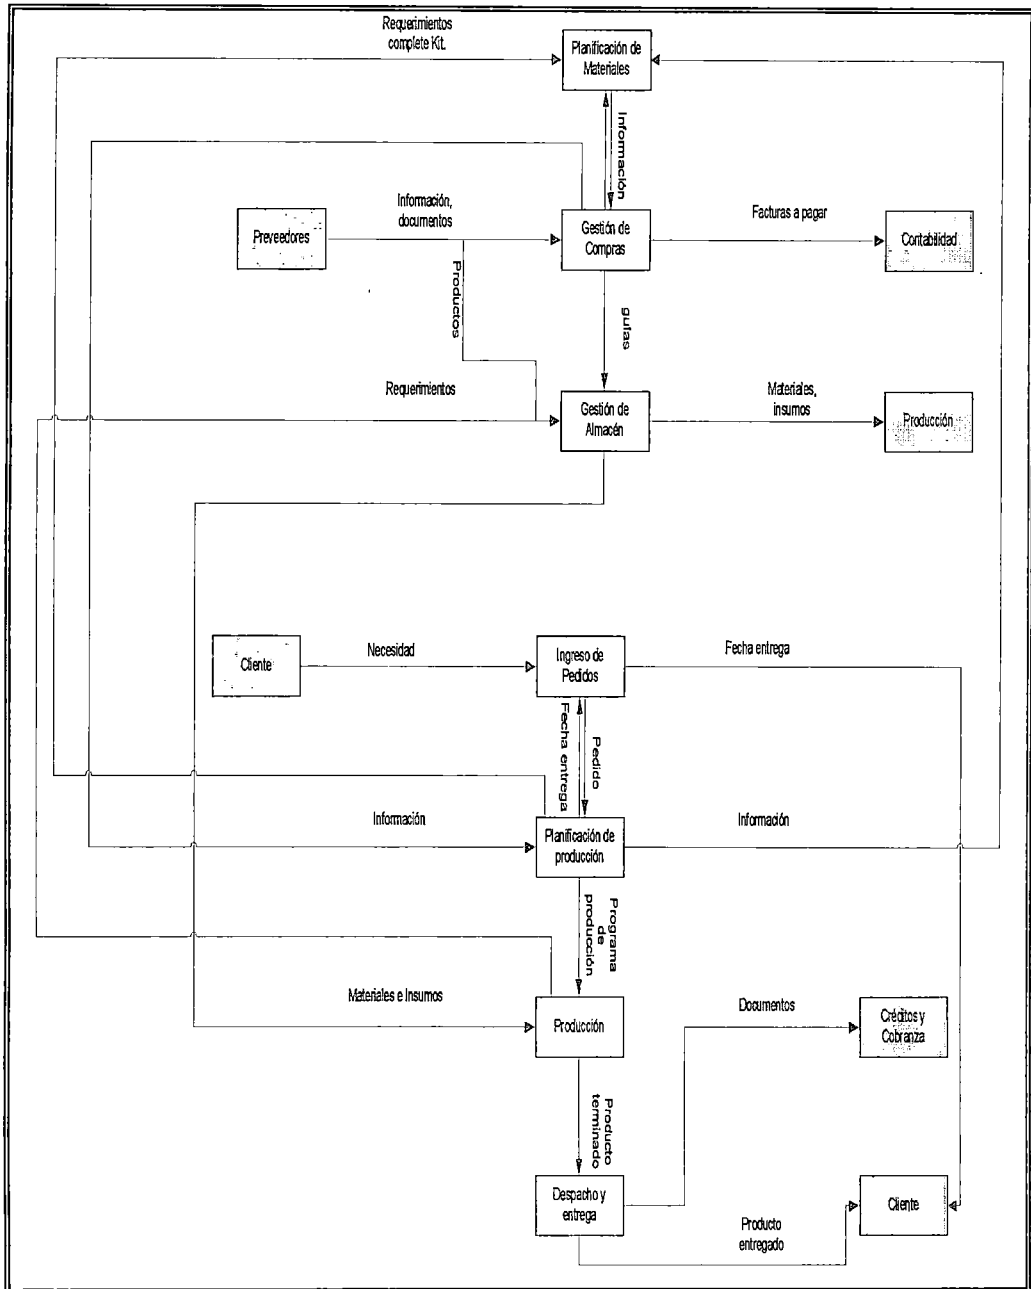 Requerimientos
complete Kit.
Planificación de
Materiales
Información
Información,
documentos
Preveedores
Gestión de
Compras
Facturas a pagar
Contabilidad
Productos
guías
Requerimientos
Gestión de
Almacén
Materiales,
insumos
Producción
Cliente
Necesidad
Ingreso de
Pedidos
Fecha entrega
Fecha entrega
Pedido
Información
Planificación de
producción
Información
Programa
de
producción
Materiales e Insumos
Producción
Documentos
Créditos y
Cobranza
Producto
terminado
Despacho y
entrega
Cliente
Producto
entregado